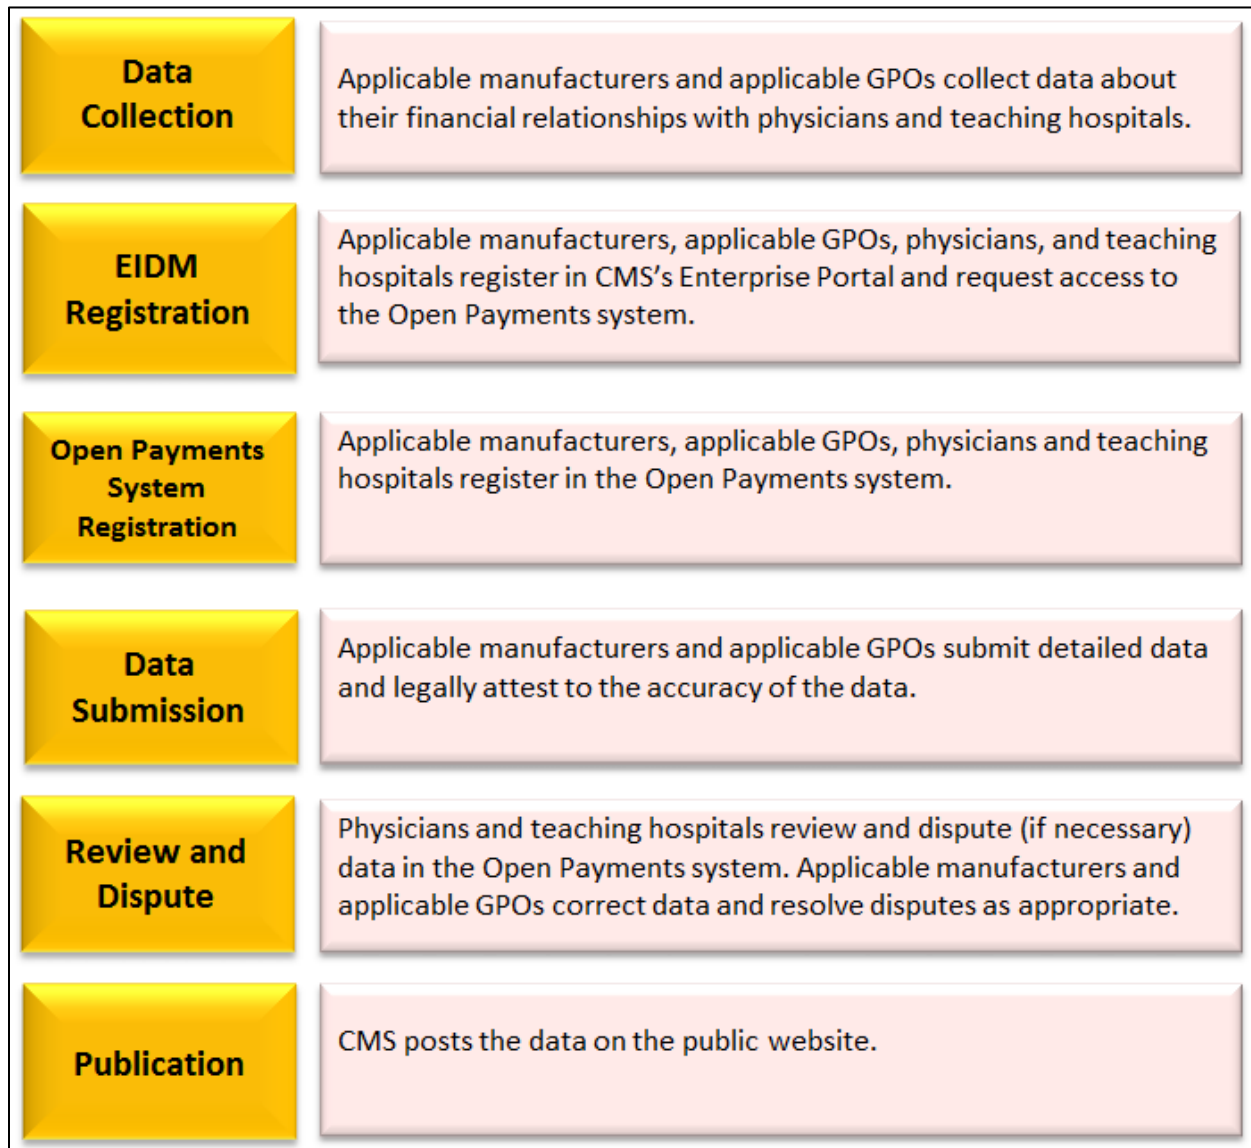 Data
Collection
Applicable manufacturers and applicable GPOs collect data about
their financial relationships with physicians and teaching hospitals.
EIDM
Registration
Applicable manufacturers, applicable GPOs, physicians, and teaching
hospitals register in CMS’s Enterprise Portal and request access to
the Open Payments system.
Open Payments
System
Registration
Applicable manufacturers, applicable GPOs, physicians and teaching
hospitals register in the Open Payments system.
Data
Submission
Applicable manufacturers and applicable GPOs submit detailed data
and legally attest to the accuracy of the data.
Review and
Dispute
Physicians and teaching hospitals review and dispute (if necessary)
data in the Open Payments system. Applicable manufacturers and
applicable GPOs correct data and resolve disputes as appropriate.
Publication
CMS posts the data on the public website.